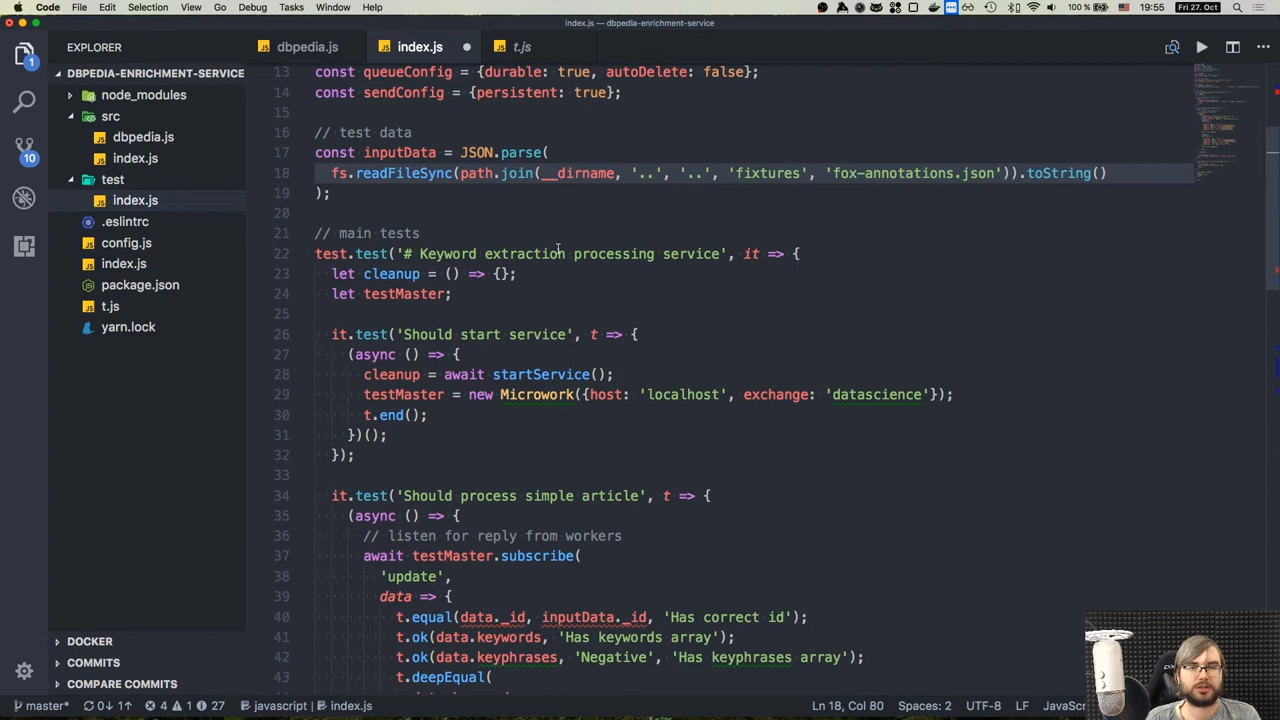 Code File Edit Selection View Go Debug Tasks Window Help 100 % 19:55 Fri 27. Oct
index.js — dbpedia-enrichment-service
EXPLORER
dbpedia.js
index.js
t.js
DBPEDIA-ENRICHMENT-SERVICE
node_modules
src
dbpedia.js
index.js
test
index.js
.eslintrc
config.js
index.js
package.json
t.js
yarn.lock
DOCKER
COMMITS
COMPARE COMMITS
1
10
13 const queueConfig = {durable: true, autoDelete: false};
14 const sendConfig = {persistent: true};
15
16 // test data
17 const inputData = JSON.parse(
18 fs.readFileSync(path.join(__dirname, '..', '..', 'fixtures', 'fox-annotations.json')).toString()
19 );
20
21 // main tests
22 test.test('# Keyword extraction processing service', it => {
23 let cleanup = () => {};
24 let testMaster;
25
26 it.test('Should start service', t => {
27 (async () => {
28 cleanup = await startService();
29 testMaster = new Microwork({host: 'localhost', exchange: 'datascience'});
30 t.end();
31 })();
32 });
33
34 it.test('Should process simple article', t => {
35 (async () => {
36 // listen for reply from workers
37 await testMaster.subscribe(
38 'update',
39 data => {
40 t.equal(data._id, inputData._id, 'Has correct id');
41 t.ok(data.keywords, 'Has keywords array');
42 t.ok(data.keyphrases, 'Negative', 'Has keyphrases array');
43 t.deepEqual(
master* 0↓ 1↑ 4 1 27 javascript index.js Ln 18, Col 80 Spaces: 2 UTF-8 LF JavaScript